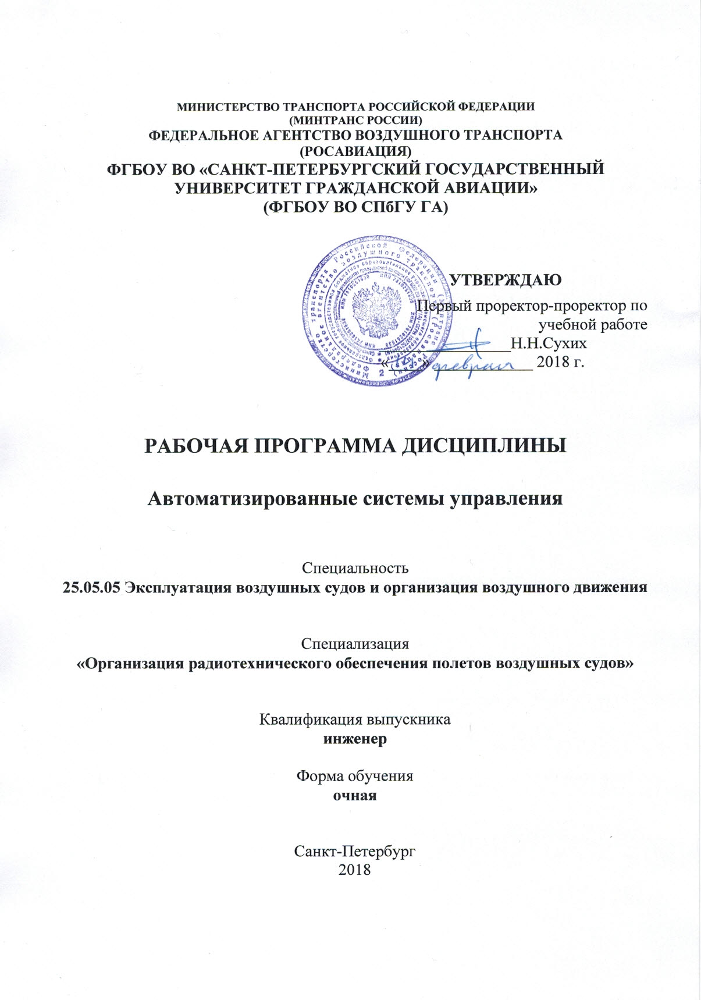 МИНИСТЕРСТВО ТРАНСПОРТА РОССИЙСКОЙ ФЕДЕРАЦИИ
(МИНТРАНС РОССИИ)
ФЕДЕРАЛЬНОЕ АГЕНТСТВО ВОЗДУШНОГО ТРАНСПОРТА
(РОСАВИАЦИЯ)
ФГБОУ ВО «САНКТ-ПЕТЕРБУРГСКИЙ ГОСУДАРСТВЕННЫЙ
УНИВЕРСИТЕТ ГРАЖДАНСКОЙ АВИАЦИИ»
(ФГБОУ ВО СПбГУ ГА)
УТВЕРЖДАЮ
Первый проректор-проректор по
учебной работе
Н.Н.Сухих
« » февраля 2018 г.
РАБОЧАЯ ПРОГРАММА ДИСЦИПЛИНЫ
Автоматизированные системы управления
Специальность
25.05.05 Эксплуатация воздушных судов и организация воздушного движения
Специализация
«Организация радиотехнического обеспечения полетов воздушных судов»
Квалификация выпускника
инженер
Форма обучения
очная
Санкт-Петербург
2018